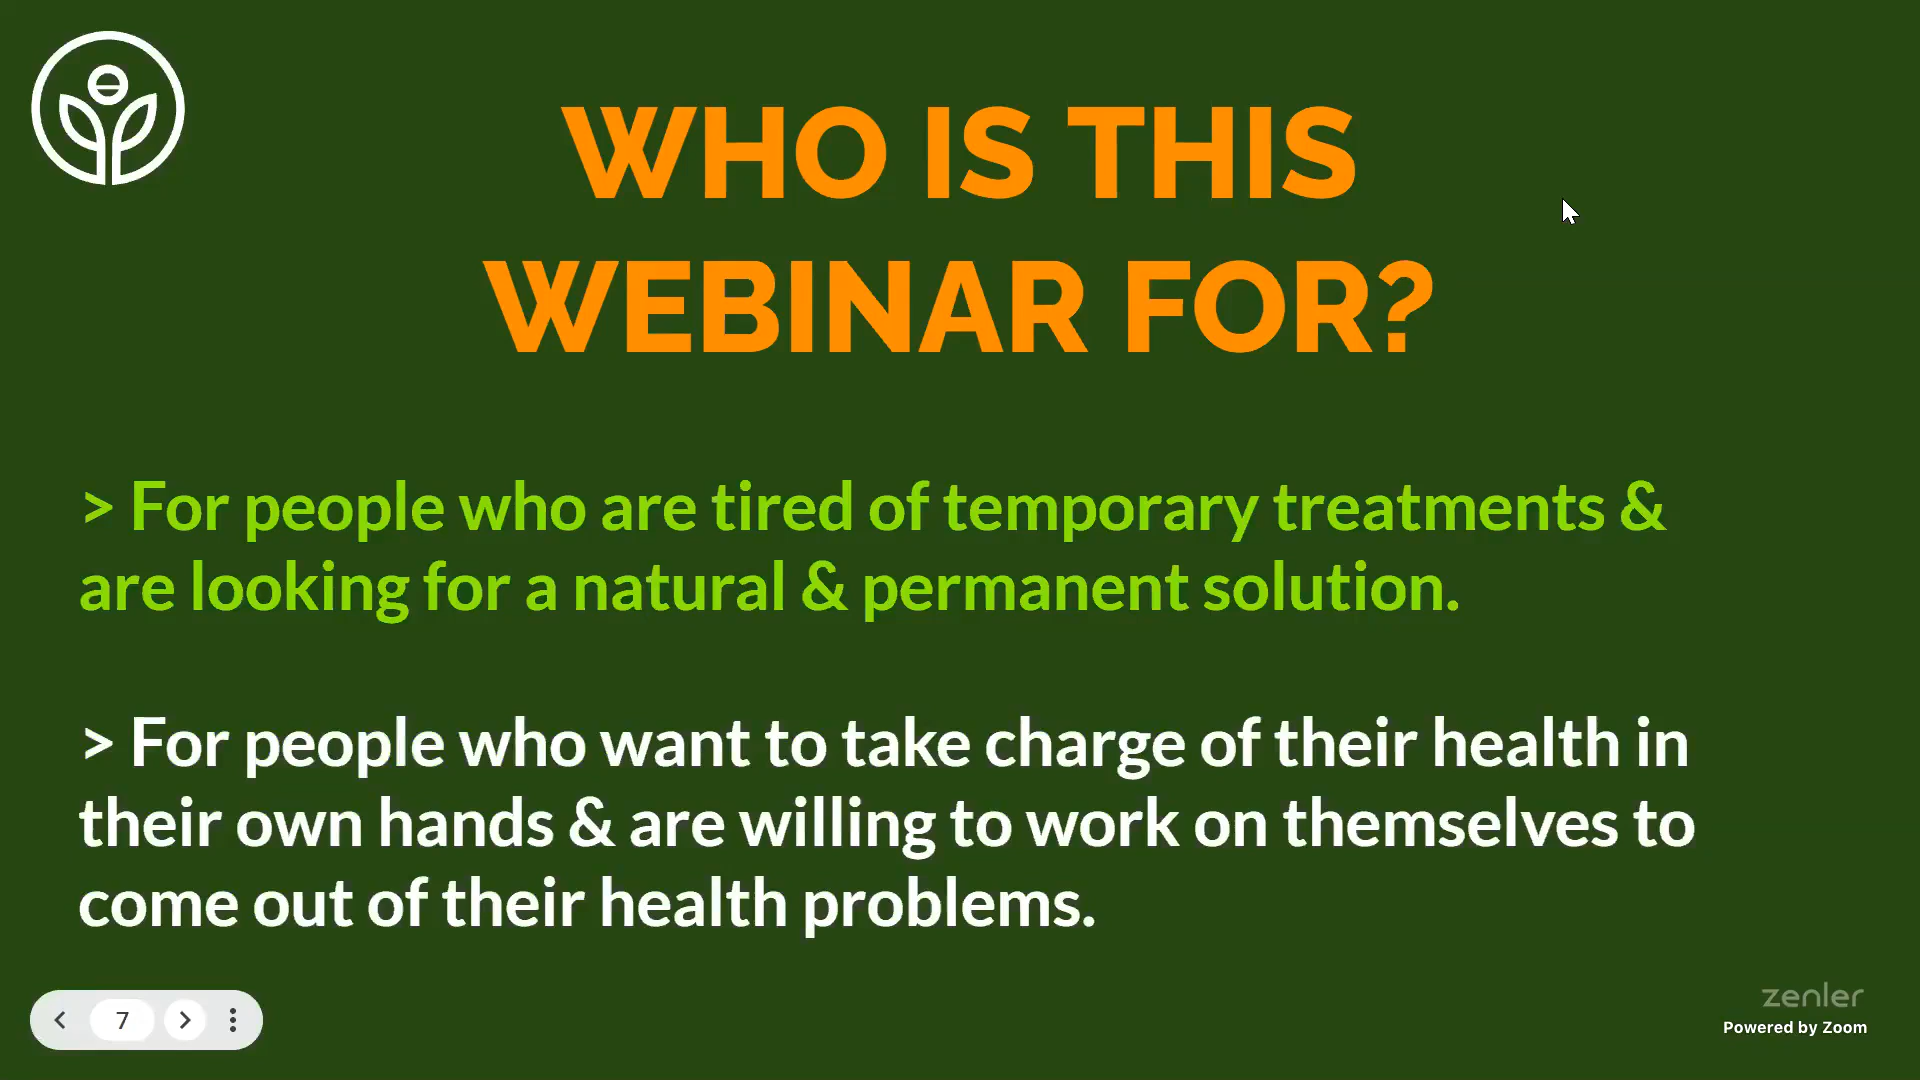 WHO IS THIS
WEBINAR FOR?
> For people who are tired of temporary treatments &
are looking for a natural & permanent solution.
> For people who want to take charge of their health in
their own hands & are willing to work on themselves to
come out of their health problems.
7
zenler
Powered by Zoom